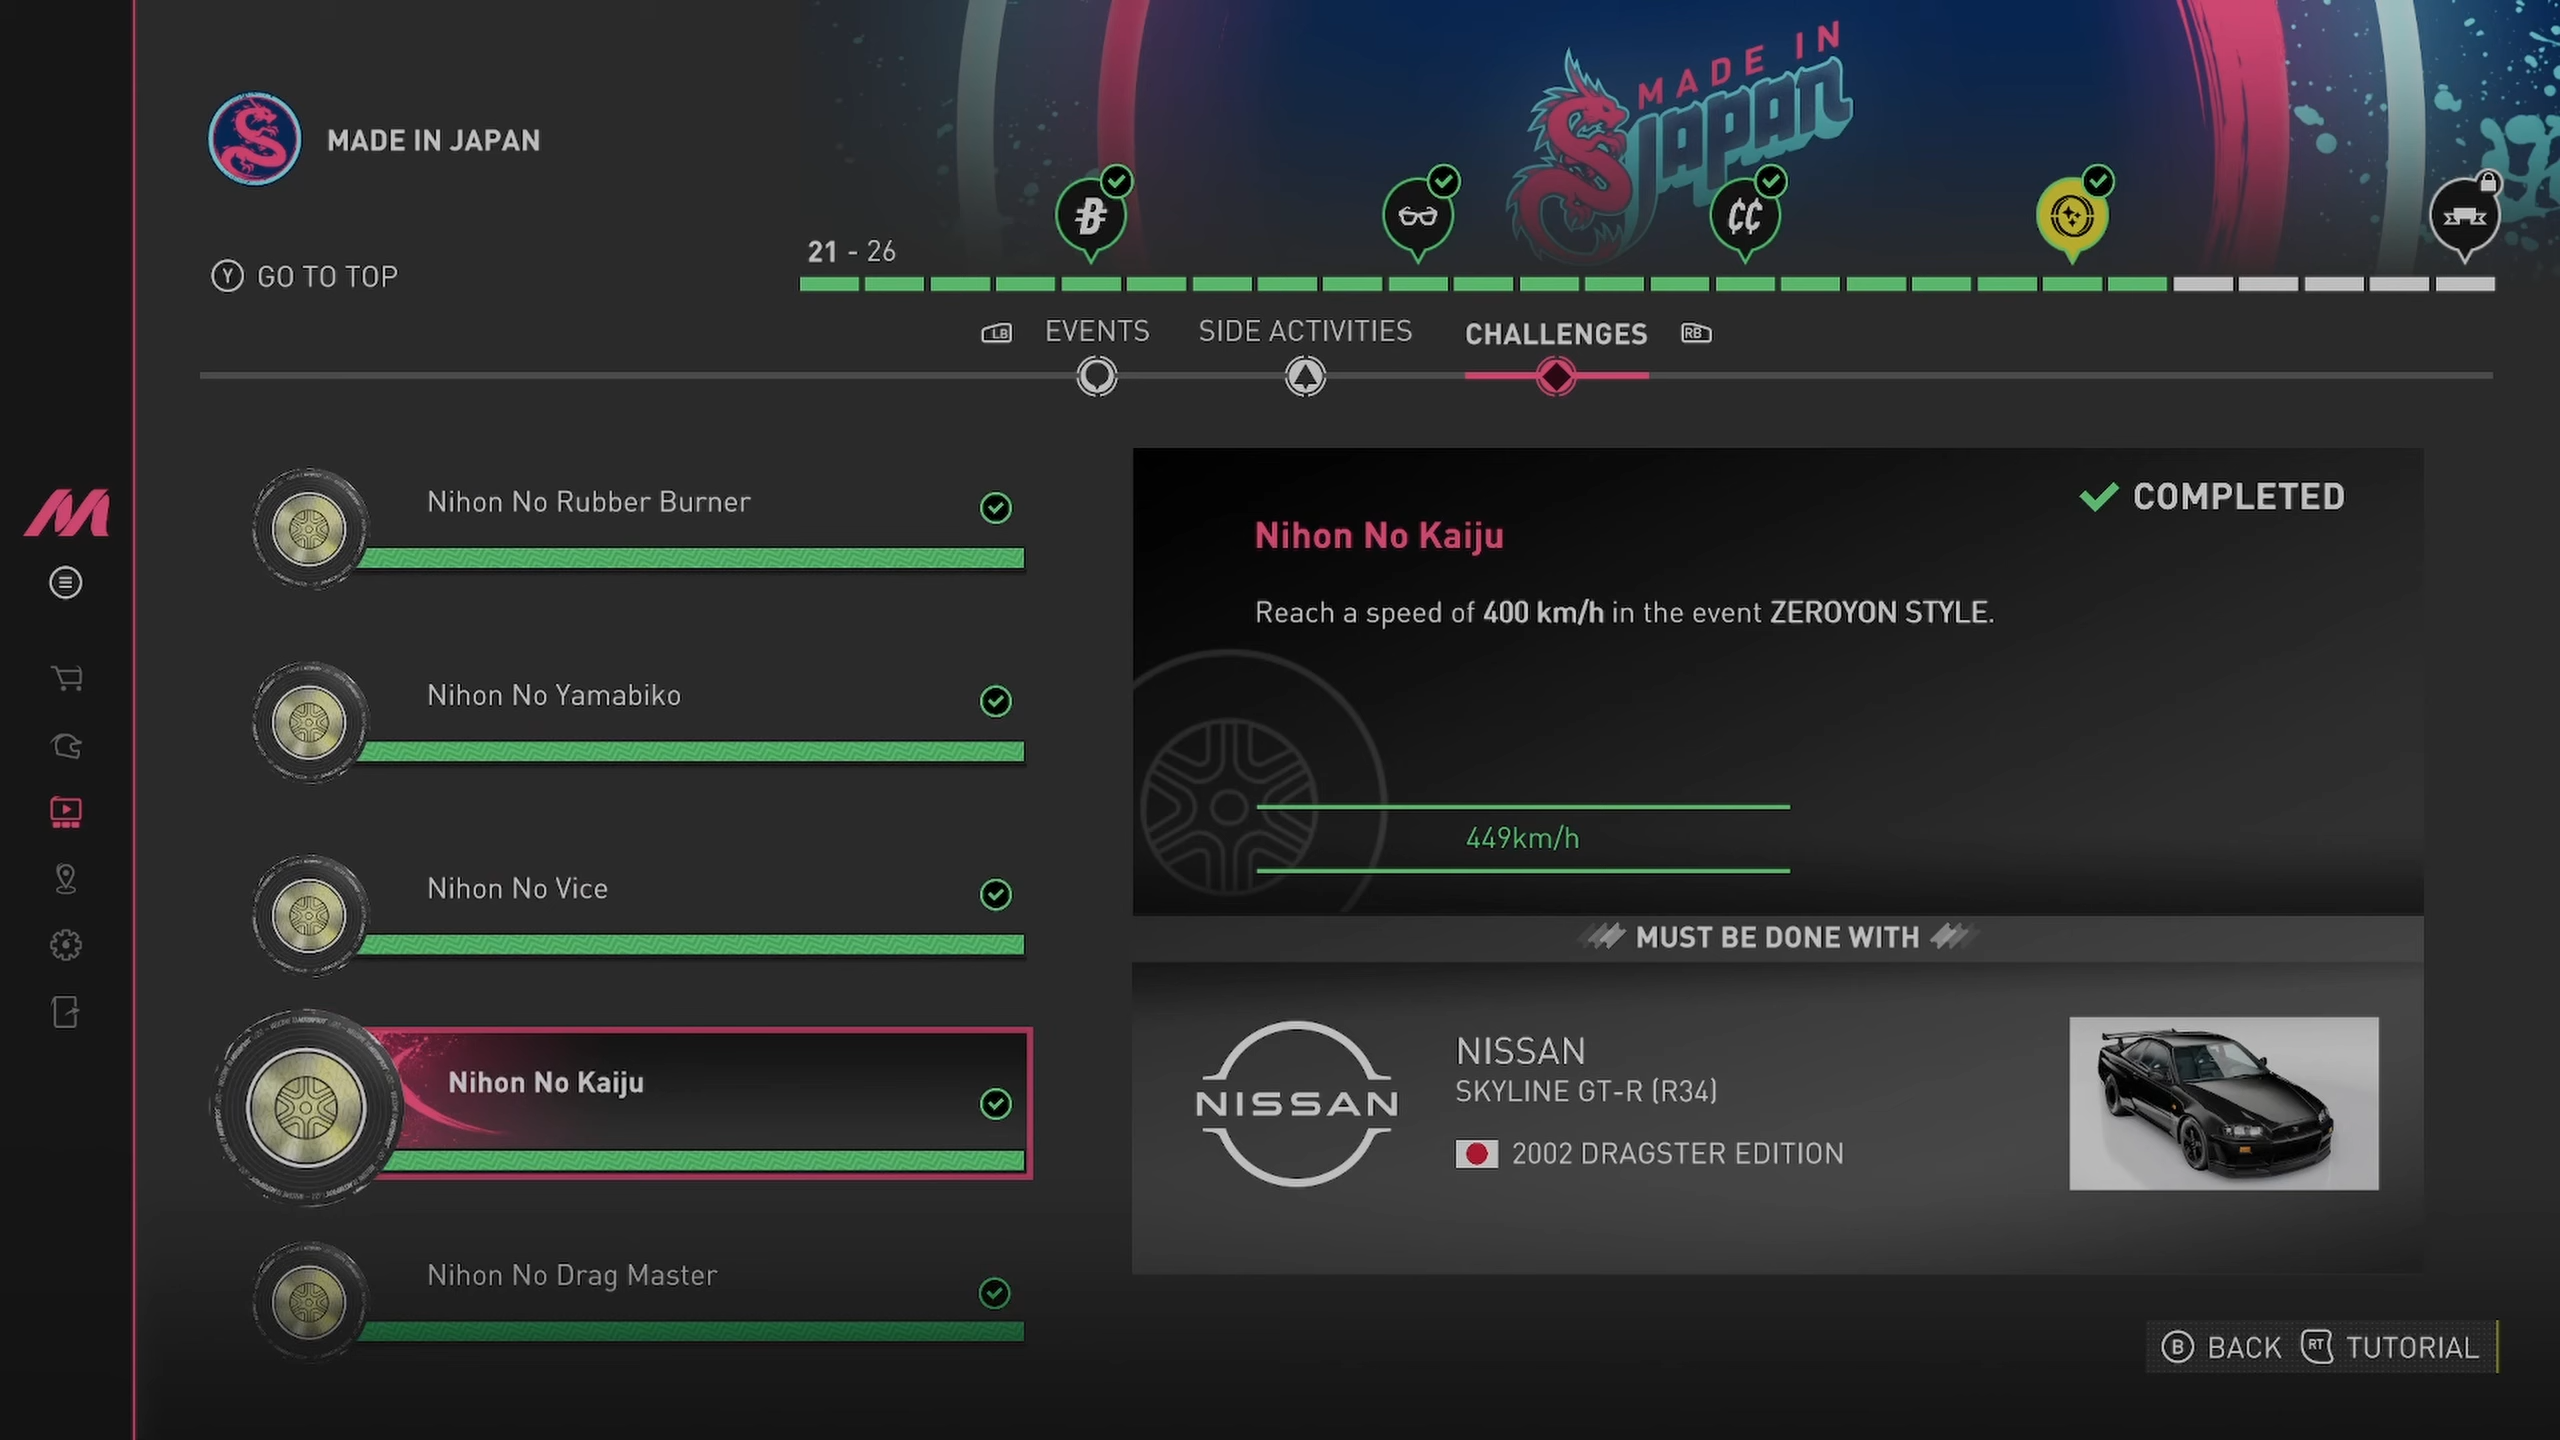 MADE IN
Japan
MADE IN JAPAN
21 - 26
Y GO TO TOP
LB EVENTS SIDE ACTIVITIES CHALLENGES RB
Nihon No Rubber Burner
Nihon No Yamabiko
Nihon No Vice
Nihon No Kaiju
Nihon No Drag Master
COMPLETED
Nihon No Kaiju
Reach a speed of 400 km/h in the event ZEROYON STYLE.
449km/h
MUST BE DONE WITH
NISSAN
NISSAN
SKYLINE GT-R (R34)
2002 DRAGSTER EDITION
B BACK RT TUTORIAL